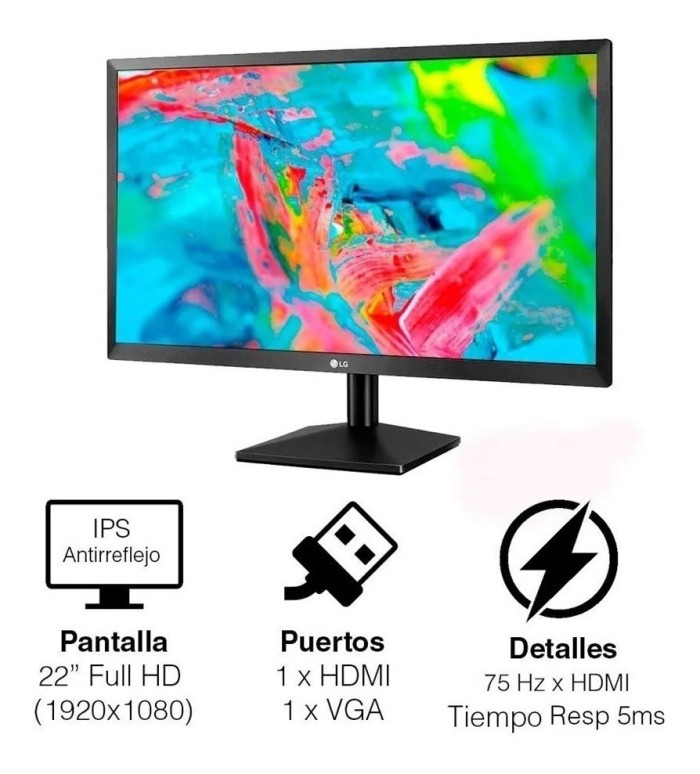 LG
IPS
Antirreflejo
Pantalla
22” Full HD
(1920x1080)
Puertos
1 x HDMI
1 x VGA
Detalles
75 Hz x HDMI
Tiempo Resp 5ms